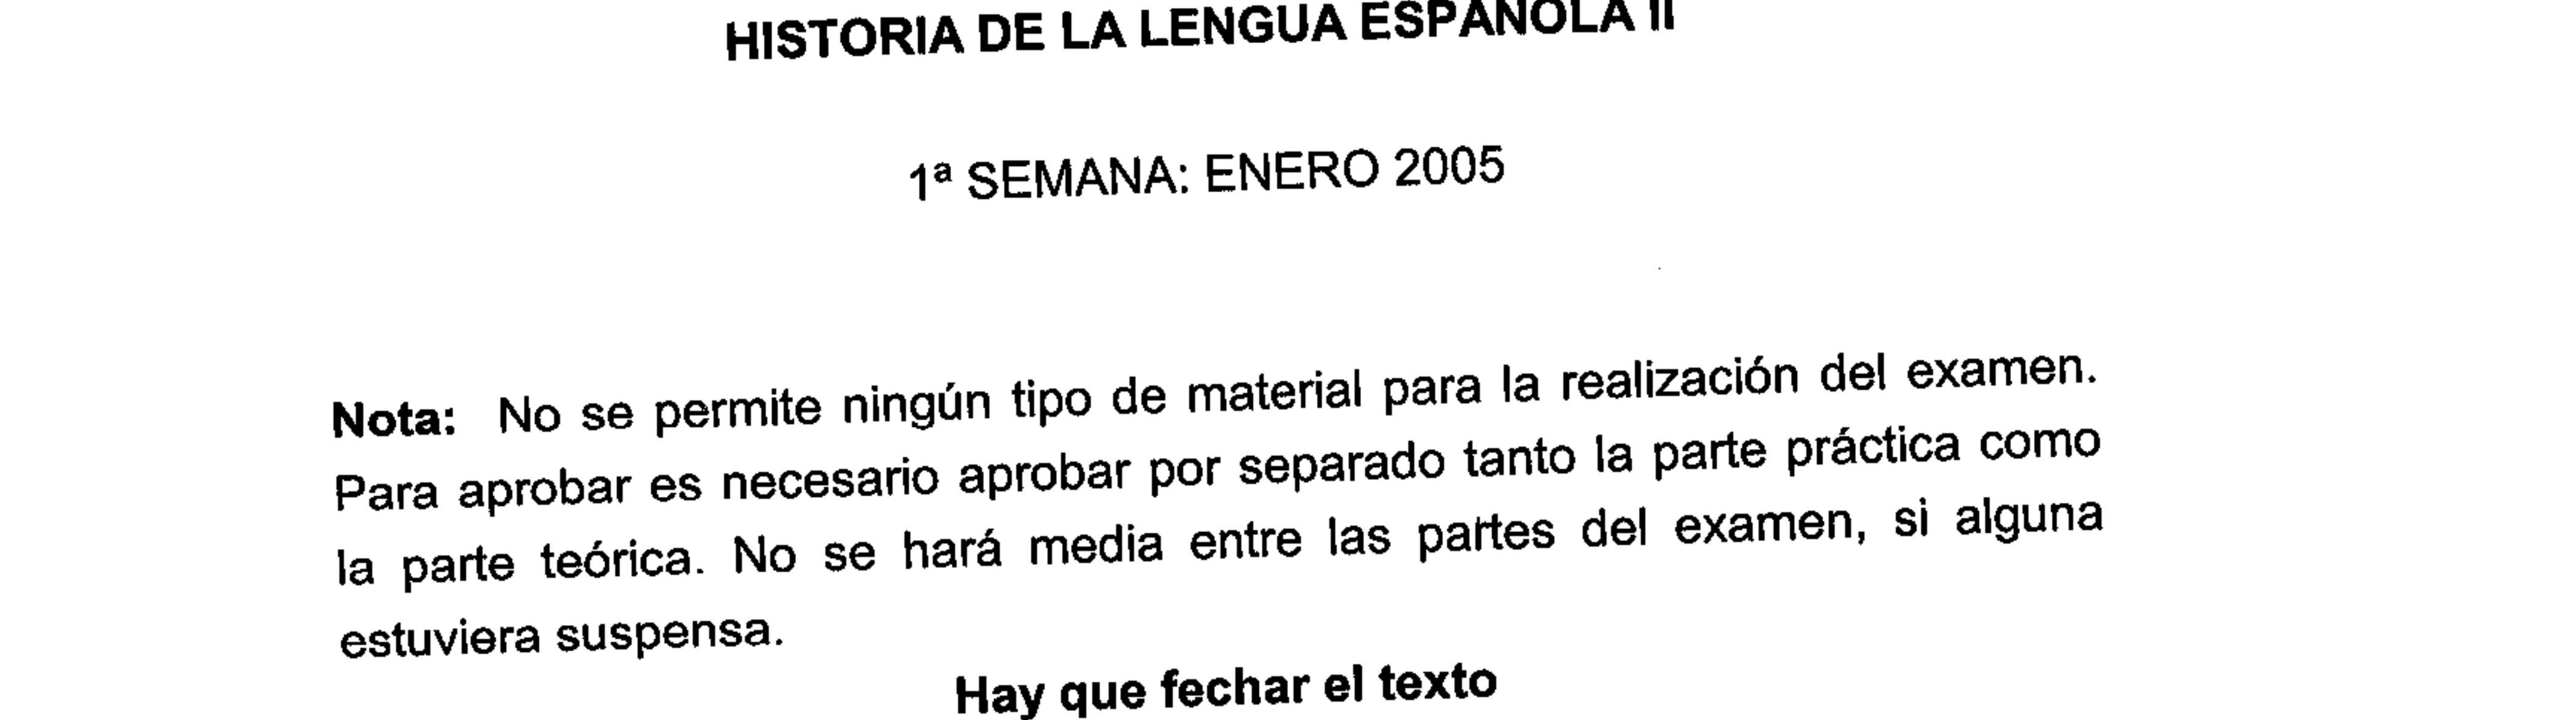 HISTORIA DE LA LENGUA ESPAÑOLA II
1ª SEMANA: ENERO 2005
Nota: No se permite ningún tipo de material para la realización del examen.
Para aprobar es necesario aprobar por separado tanto la parte práctica como
la parte teórica. No se hará media entre las partes del examen, si alguna
estuviera suspensa.
Hay que fechar el texto